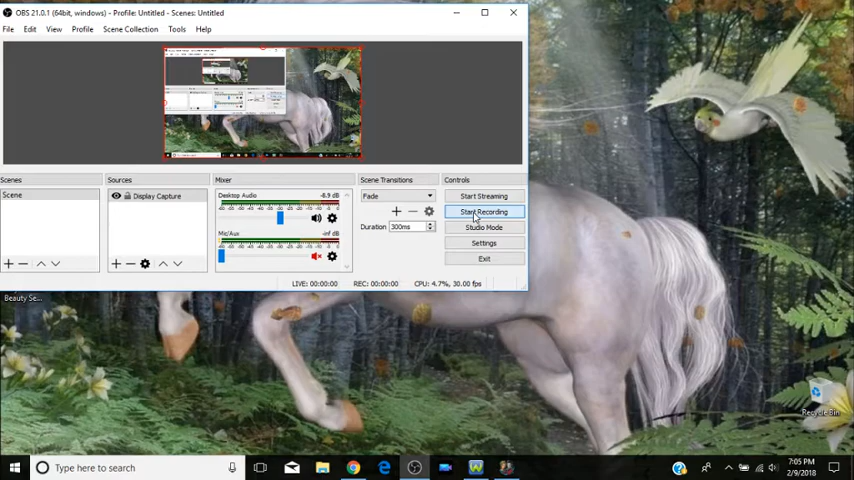 OBS 21.0.1 (64bit, windows) - Profile: Untitled - Scenes: Untitled
File Edit View Profile Scene Collection Tools Help
Scenes Sources Mixer Scene Transitions Controls
Scene
Display Capture
Desktop Audio -8.9 dB
Mic/Aux -inf dB
Fade
Duration 300ms
Start Streaming
Start Recording
Studio Mode
Settings
Exit
LIVE: 00:00:00 REC: 00:00:00 CPU: 4.7%, 30.00 fps
Beauty Se...
Recycle Bin
Type here to search
7:05 PM
2/9/2018